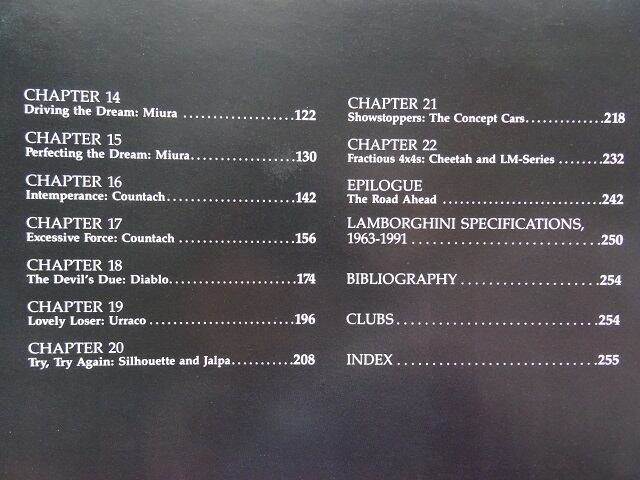 CHAPTER 14
Driving the Dream: Miura ....................122
CHAPTER 15
Perfecting the Dream: Miura...................130
CHAPTER 16
Intemperance: Countach.......................142
CHAPTER 17
Excessive Force: Countach .....................156
CHAPTER 18
The Devil's Due: Diablo.......................174
CHAPTER 19
Lovely Loser: Urraco ..........................196
CHAPTER 20
Try, Try Again: Silhouette and Jalpa...........208
CHAPTER 21
Showstoppers: The Concept Cars..............218
CHAPTER 22
Fractious 4x4s: Cheetah and LM-Series ........232
EPILOGUE
The Road Ahead .............................242
LAMBORGHINI SPECIFICATIONS,
1963-1991 ..................................250
BIBLIOGRAPHY .........................254
CLUBS....................................254
INDEX ....................................255